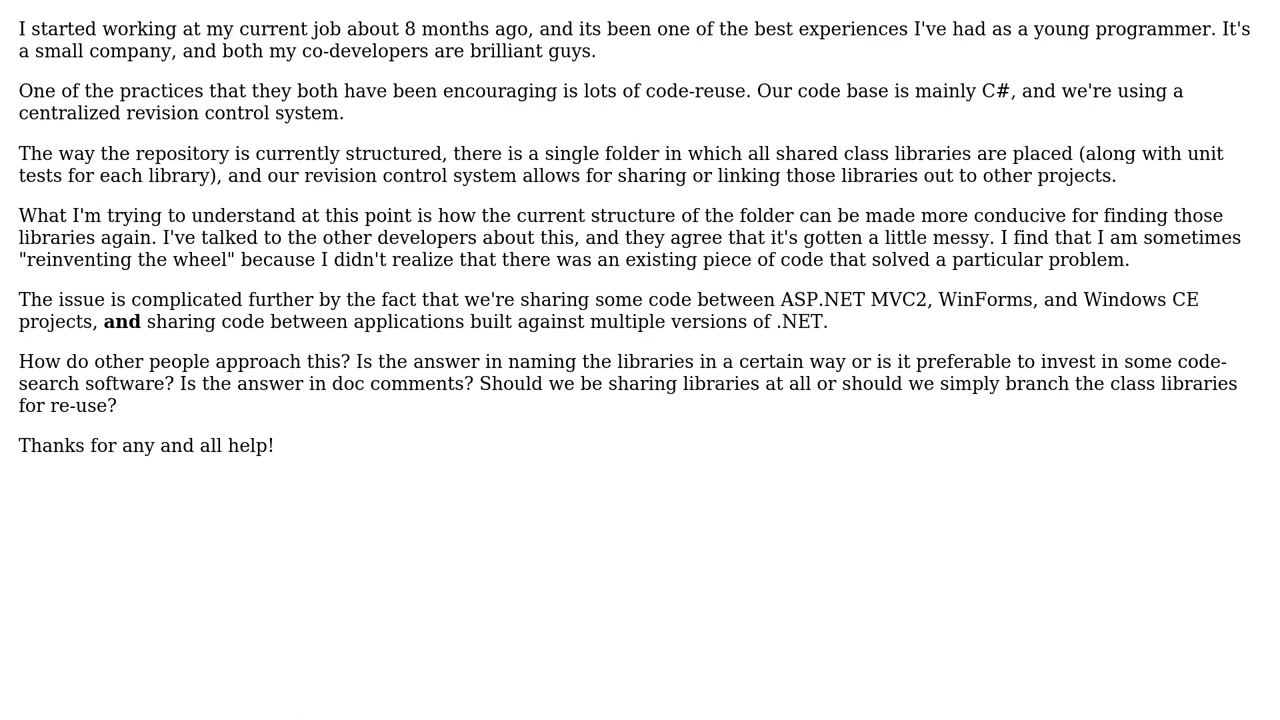 I started working at my current job about 8 months ago, and its been one of the best experiences I've had as a young programmer. It's
a small company, and both my co-developers are brilliant guys.
One of the practices that they both have been encouraging is lots of code-reuse. Our code base is mainly C#, and we're using a
centralized revision control system.
The way the repository is currently structured, there is a single folder in which all shared class libraries are placed (along with unit
tests for each library), and our revision control system allows for sharing or linking those libraries out to other projects.
What I'm trying to understand at this point is how the current structure of the folder can be made more conducive for finding those
libraries again. I've talked to the other developers about this, and they agree that it's gotten a little messy. I find that I am sometimes
"reinventing the wheel" because I didn't realize that there was an existing piece of code that solved a particular problem.
The issue is complicated further by the fact that we're sharing some code between ASP.NET MVC2, WinForms, and Windows CE
projects, and sharing code between applications built against multiple versions of .NET.
How do other people approach this? Is the answer in naming the libraries in a certain way or is it preferable to invest in some code-
search software? Is the answer in doc comments? Should we be sharing libraries at all or should we simply branch the class libraries
for re-use?
Thanks for any and all help!